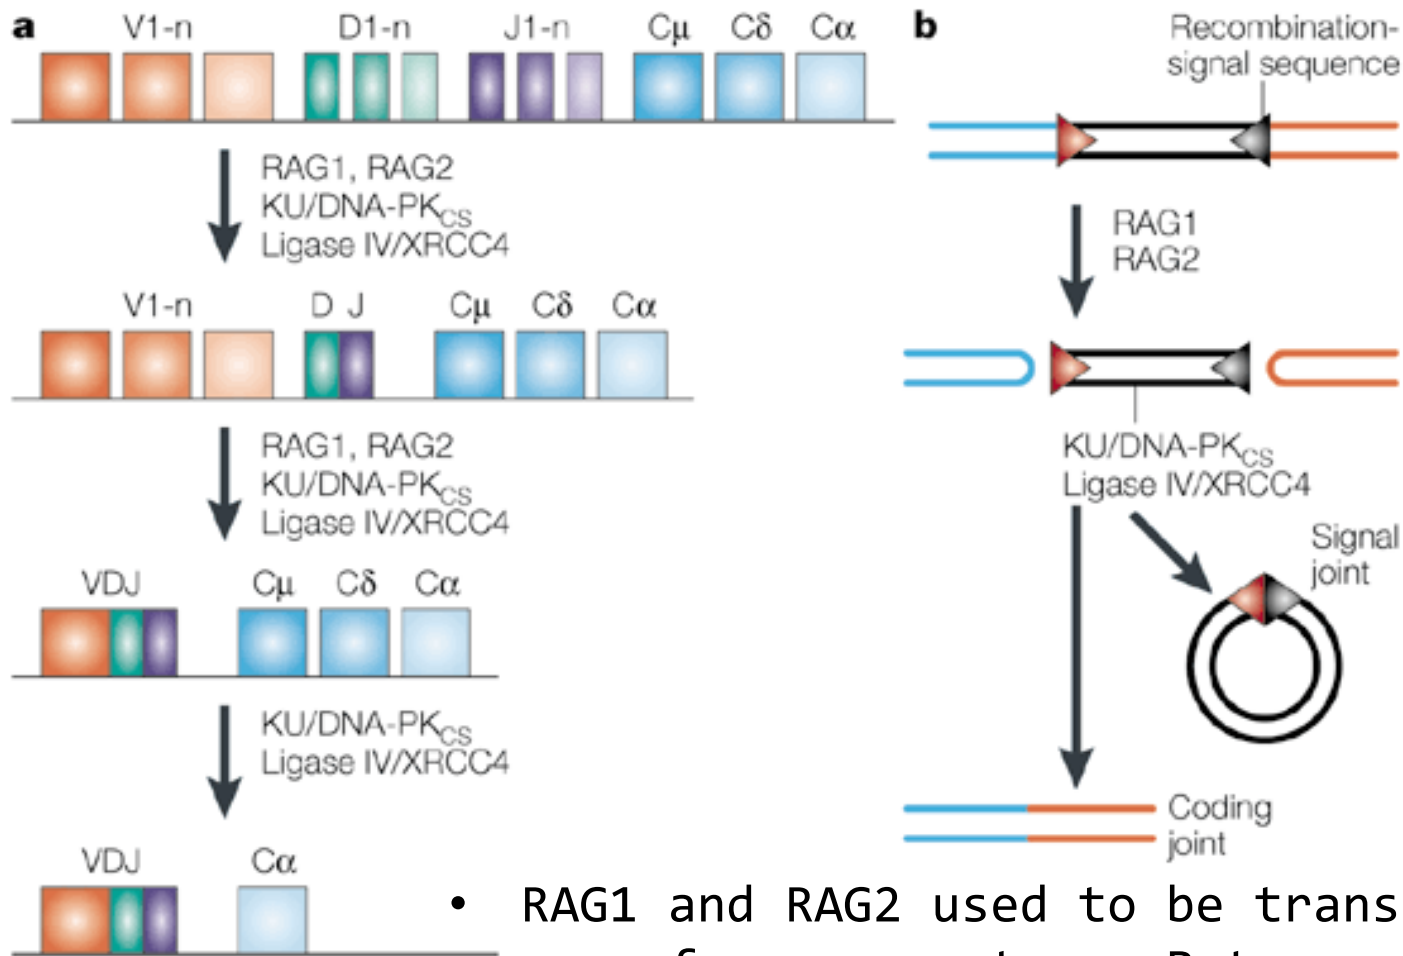 a
V1-n D1-n J1-n Cμ Cδ Cα
RAG1, RAG2
KU/DNA-PKCS
Ligase IV/XRCC4
V1-n D J Cμ Cδ Cα
RAG1, RAG2
KU/DNA-PKCS
Ligase IV/XRCC4
VDJ Cμ Cδ Cα
KU/DNA-PKCS
Ligase IV/XRCC4
VDJ Cα
b
Recombination-
signal sequence
RAG1
RAG2
KU/DNA-PKCS
Ligase IV/XRCC4
Signal
joint
Coding
joint
• RAG1 and RAG2 used to be trans